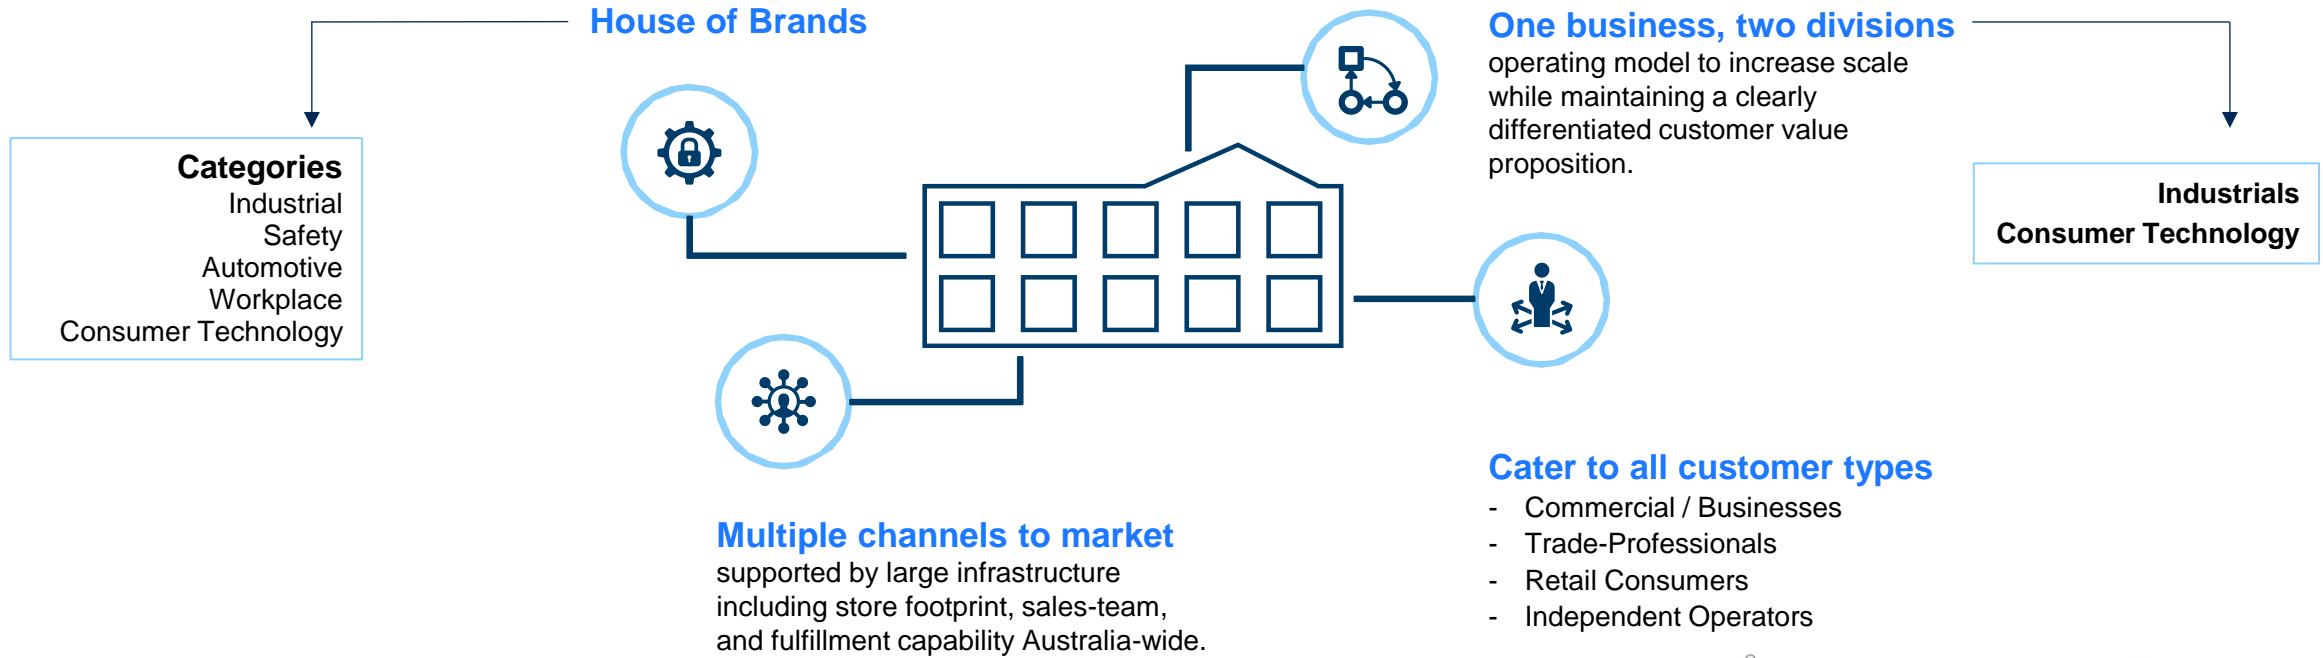 House of Brands
Categories
Industrial
Safety
Automotive
Workplace
Consumer Technology
One business, two divisions
operating model to increase scale
while maintaining a clearly
differentiated customer value
proposition.
Industrials
Consumer Technology
Multiple channels to market
supported by large infrastructure
including store footprint, sales-team,
and fulfillment capability Australia-wide.
Cater to all customer types
- Commercial / Businesses
- Trade-Professionals
- Retail Consumers
- Independent Operators